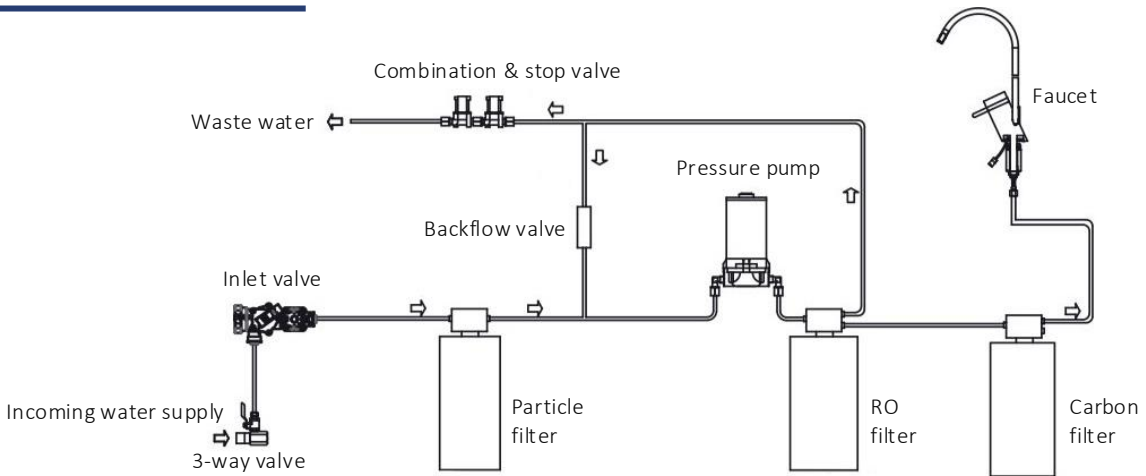 Combination & stop valve
Waste water
Faucet
Pressure pump
Backflow valve
Inlet valve
Incoming water supply
3-way valve
Particle
filter
RO
filter
Carbon
filter